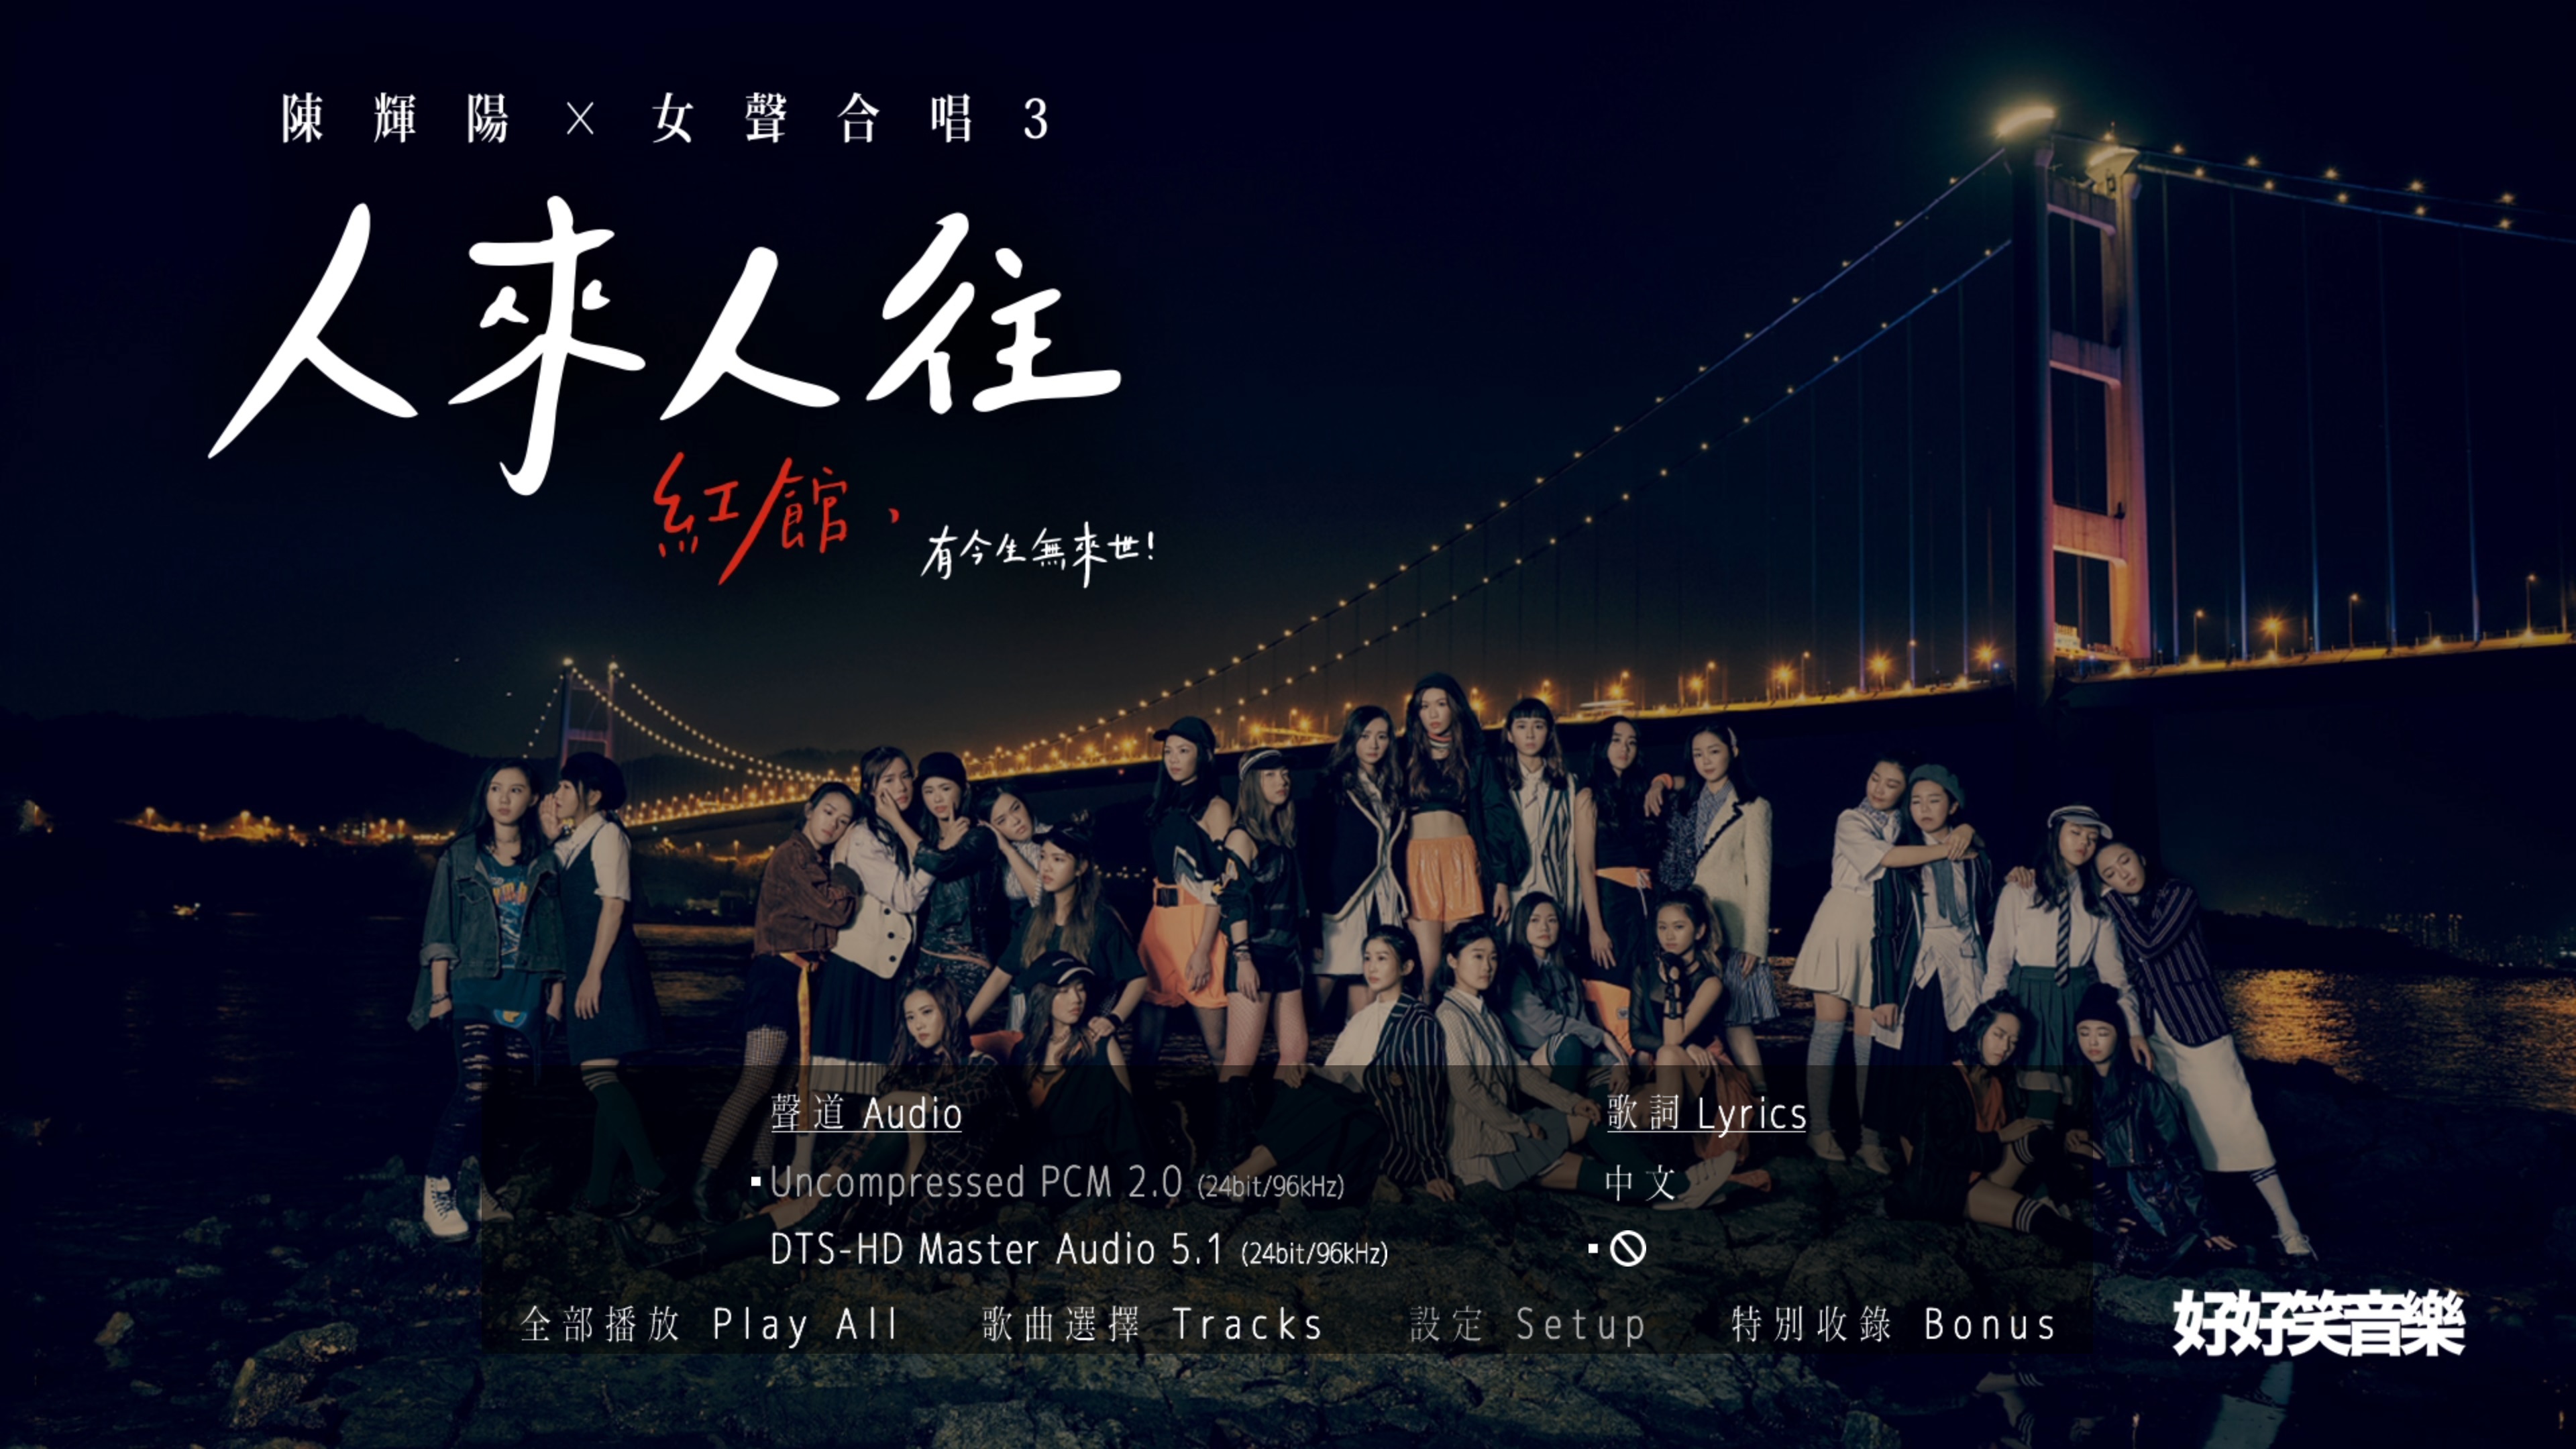 陳輝陽×女聲合唱3
人來人往
紅館，
有今生無來世!
聲道 Audio
歌詞 Lyrics
Uncompressed PCM 2.0 (24bit/96kHz)
中文
DTS-HD Master Audio 5.1 (24bit/96kHz)
全部播放 Play All
歌曲選擇 Tracks
設定 Setup
特別收錄 Bonus
好好笑音樂